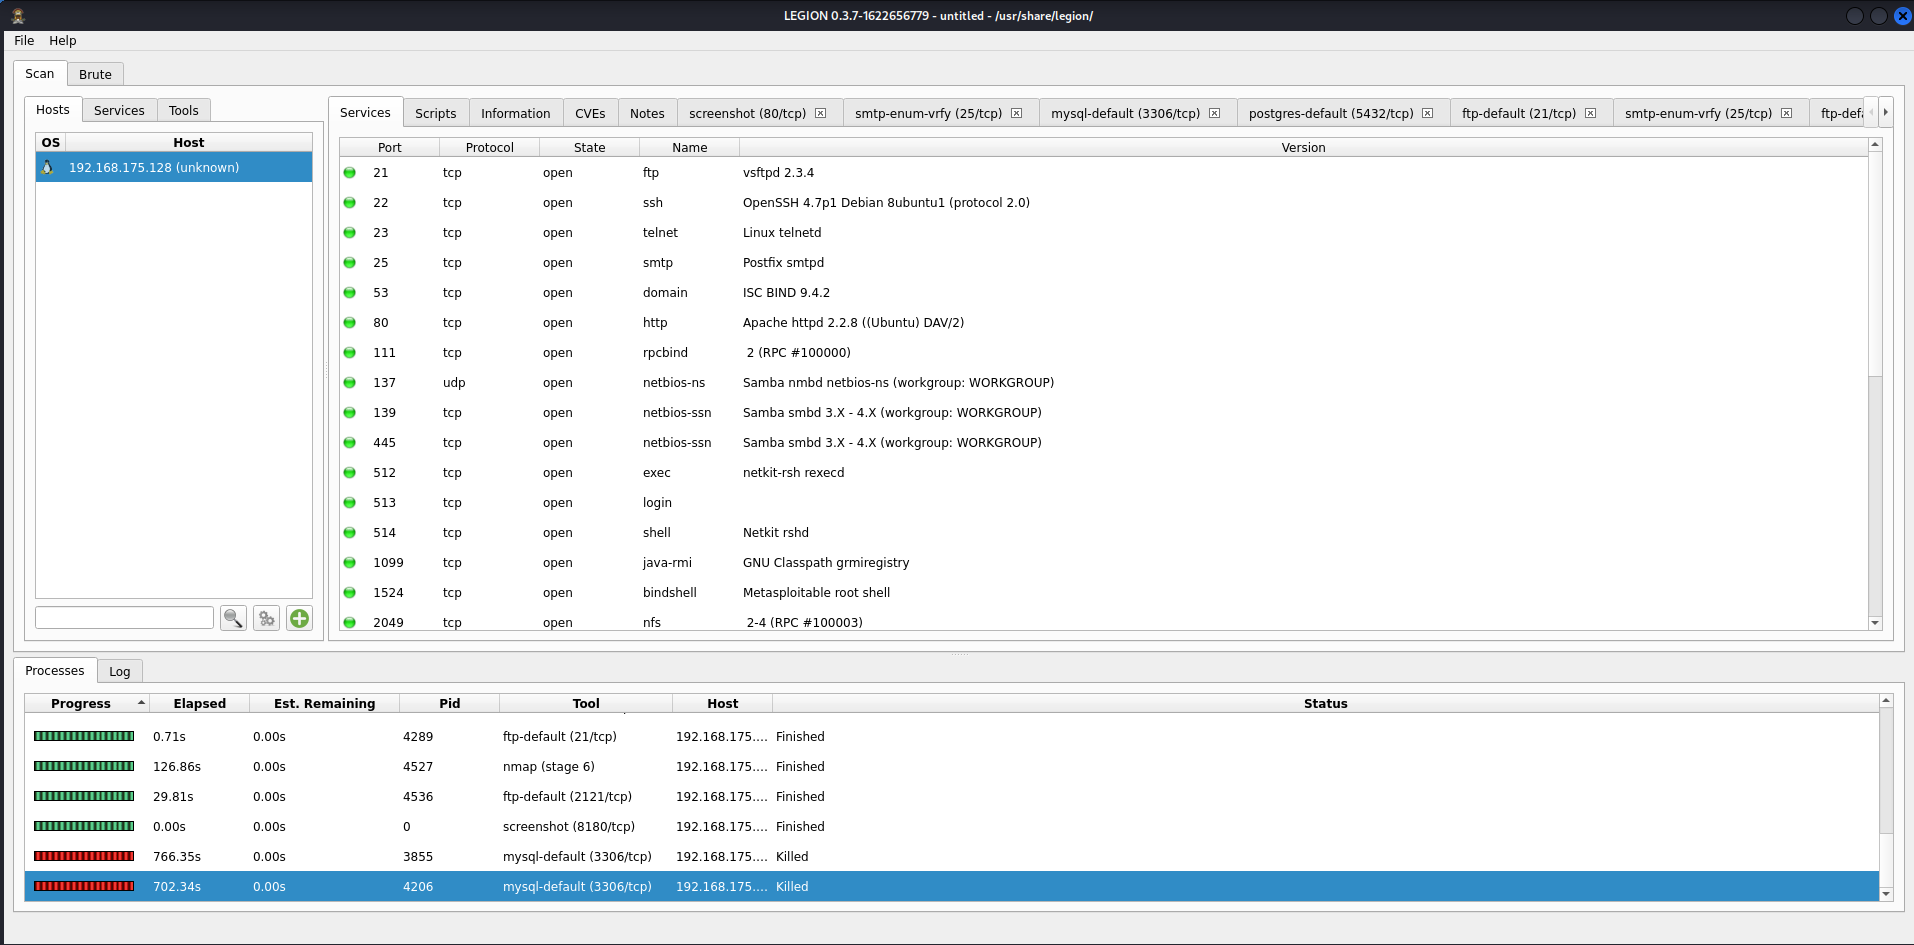 LEGION 0.3.7-1622656779 - untitled - /usr/share/legion/
File Help
Scan Brute
Hosts Services Tools
OS Host
192.168.175.128 (unknown)
Services Scripts Information CVEs Notes screenshot (80/tcp) smtp-enum-vrfy (25/tcp) mysql-default (3306/tcp) postgres-default (5432/tcp) ftp-default (21/tcp) smtp-enum-vrfy (25/tcp) ftp-defa
Port Protocol State Name Version
21 tcp open ftp vsftpd 2.3.4
22 tcp open ssh OpenSSH 4.7p1 Debian 8ubuntu1 (protocol 2.0)
23 tcp open telnet Linux telnetd
25 tcp open smtp Postfix smtpd
53 tcp open domain ISC BIND 9.4.2
80 tcp open http Apache httpd 2.2.8 ((Ubuntu) DAV/2)
111 tcp open rpcbind 2 (RPC #100000)
137 udp open netbios-ns Samba nmbd netbios-ns (workgroup: WORKGROUP)
139 tcp open netbios-ssn Samba smbd 3.X - 4.X (workgroup: WORKGROUP)
445 tcp open netbios-ssn Samba smbd 3.X - 4.X (workgroup: WORKGROUP)
512 tcp open exec netkit-rsh rexecd
513 tcp open login
514 tcp open shell Netkit rshd
1099 tcp open java-rmi GNU Classpath grmiregistry
1524 tcp open bindshell Metasploitable root shell
2049 tcp open nfs 2-4 (RPC #100003)
Processes Log
Progress Elapsed Est. Remaining Pid Tool Host Status
0.71s 0.00s 4289 ftp-default (21/tcp) 192.168.175.... Finished
126.86s 0.00s 4527 nmap (stage 6) 192.168.175.... Finished
29.81s 0.00s 4536 ftp-default (2121/tcp) 192.168.175.... Finished
0.00s 0.00s 0 screenshot (8180/tcp) 192.168.175.... Finished
766.35s 0.00s 3855 mysql-default (3306/tcp) 192.168.175.... Killed
702.34s 0.00s 4206 mysql-default (3306/tcp) 192.168.175.... Killed